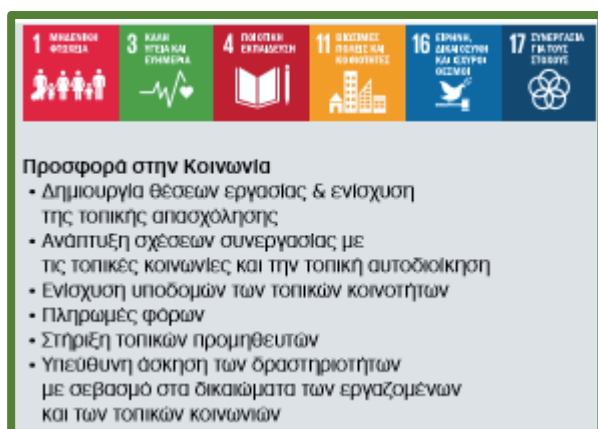 1 ΜΗΔΕΝΙΚΗ
ΦΤΩΧΕΙΑ
3 ΚΑΛΗ
ΥΓΕΙΑ ΚΑΙ
ΕΥΗΜΕΡΙΑ
4 ΠΟΙΟΤΙΚΗ
ΕΚΠΑΙΔΕΥΣΗ
11 ΒΙΩΣΙΜΕΣ
ΠΟΛΕΙΣ ΚΑΙ
ΚΟΙΝΟΤΗΤΕΣ
16 ΕΙΡΗΝΗ,
ΔΙΚΑΙΟΣΥΝΗ
ΚΑΙ ΙΣΧΥΡΟΙ
ΘΕΣΜΟΙ
17 ΣΥΝΕΡΓΑΣΙΑ
ΓΙΑ ΤΟΥΣ
ΣΤΟΧΟΥΣ
Προσφορά στην Κοινωνία
• Δημιουργία θέσεων εργασίας & ενίσχυση
της τοπικής απασχόλησης
• Ανάπτυξη σχέσεων συνεργασίας με
τις τοπικές κοινωνίες και την τοπική αυτοδιοίκηση
• Ενίσχυση υποδομών των τοπικών κοινοτήτων
• Πληρωμές φόρων
• Στήριξη τοπικών προμηθευτών
• Υπεύθυνη άσκηση των δραστηριοτήτων
με σεβασμό στα δικαιώματα των εργαζομένων
και των τοπικών κοινωνιών